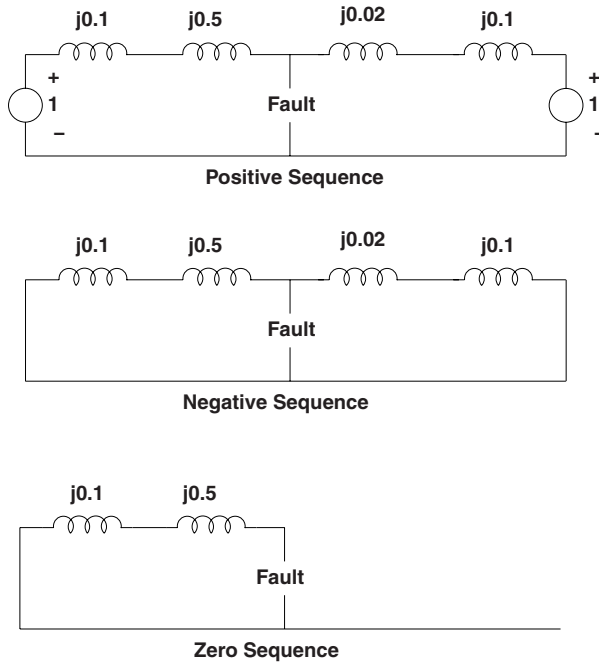 j0.1 j0.5 j0.02 j0.1
+ +
1 Fault 1
− −
Positive Sequence
j0.1 j0.5 j0.02 j0.1
Fault
Negative Sequence
j0.1 j0.5
Fault
Zero Sequence